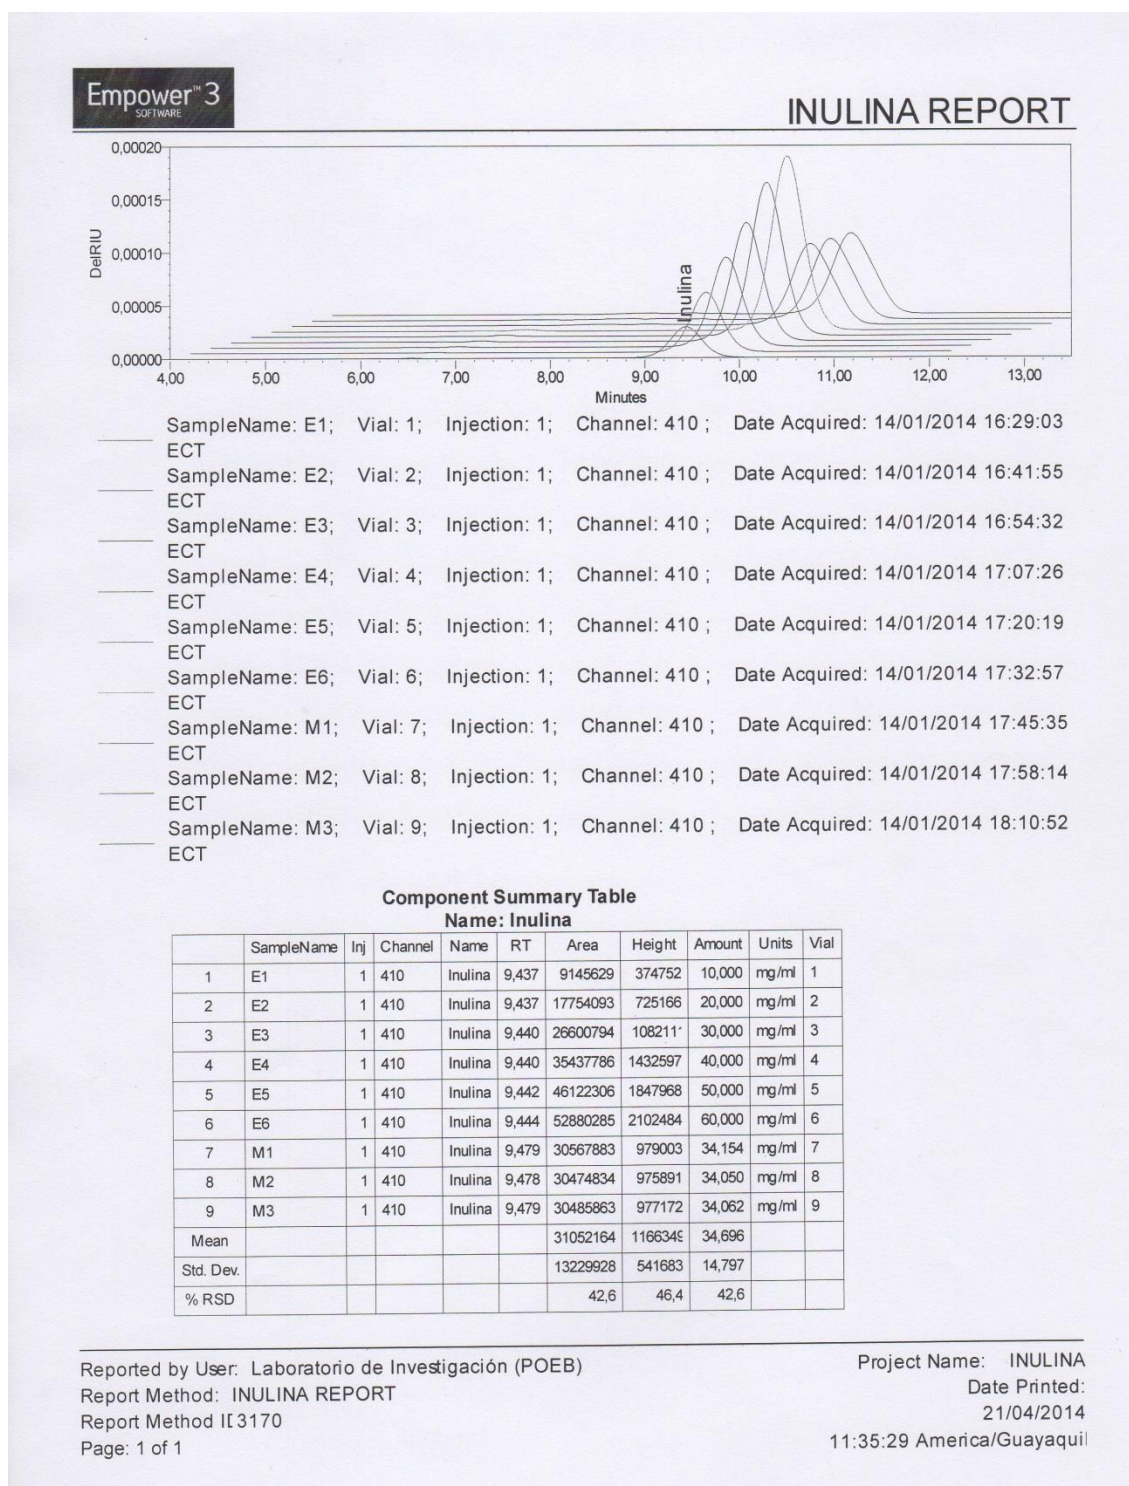 Empower™ 3
SOFTWARE
INULINA REPORT
0,00020
0,00015
0,00010
0,00005
0,00000
DelRIU
Inulina
4,00 5,00 6,00 7,00 8,00 9,00 10,00 11,00 12,00 13,00
Minutes
SampleName: E1; Vial: 1; Injection: 1; Channel: 410 ; Date Acquired: 14/01/2014 16:29:03
ECT
SampleName: E2; Vial: 2; Injection: 1; Channel: 410 ; Date Acquired: 14/01/2014 16:41:55
ECT
SampleName: E3; Vial: 3; Injection: 1; Channel: 410 ; Date Acquired: 14/01/2014 16:54:32
ECT
SampleName: E4; Vial: 4; Injection: 1; Channel: 410 ; Date Acquired: 14/01/2014 17:07:26
ECT
SampleName: E5; Vial: 5; Injection: 1; Channel: 410 ; Date Acquired: 14/01/2014 17:20:19
ECT
SampleName: E6; Vial: 6; Injection: 1; Channel: 410 ; Date Acquired: 14/01/2014 17:32:57
ECT
SampleName: M1; Vial: 7; Injection: 1; Channel: 410 ; Date Acquired: 14/01/2014 17:45:35
ECT
SampleName: M2; Vial: 8; Injection: 1; Channel: 410 ; Date Acquired: 14/01/2014 17:58:14
ECT
SampleName: M3; Vial: 9; Injection: 1; Channel: 410 ; Date Acquired: 14/01/2014 18:10:52
ECT
Component Summary Table
Name: Inulina
SampleName Inj Channel Name RT Area Height Amount Units Vial
1 E1 1 410 Inulina 9,437 9145629 374752 10,000 mg/ml 1
2 E2 1 410 Inulina 9,437 17754093 725166 20,000 mg/ml 2
3 E3 1 410 Inulina 9,440 26600794 30,000 mg/ml 3
4 E4 1 410 Inulina 9,440 35437786 1432597 40,000 mg/ml 4
5 E5 1 410 Inulina 9,442 46122306 1847968 50,000 mg/ml 5
6 E6 1 410 Inulina 9,444 52880285 2102484 60,000 mg/ml 6
7 M1 1 410 Inulina 9,479 30567883 979003 34,154 mg/ml 7
8 M2 1 410 Inulina 9,478 30474834 975891 34,050 mg/ml 8
9 M3 1 410 Inulina 9,479 30485863 977172 34,062 mg/ml 9
Mean 31052164 34,696
Std. Dev. 13229928 541683 14,797
% RSD 42,6 46,4 42,6
Reported by User: Laboratorio de Investigación (POEB)
Report Method: INULINA REPORT
Report Method 3170
Page: 1 of 1
Project Name: INULINA
Date Printed:
21/04/2014
11:35:29 America/Guayaquil